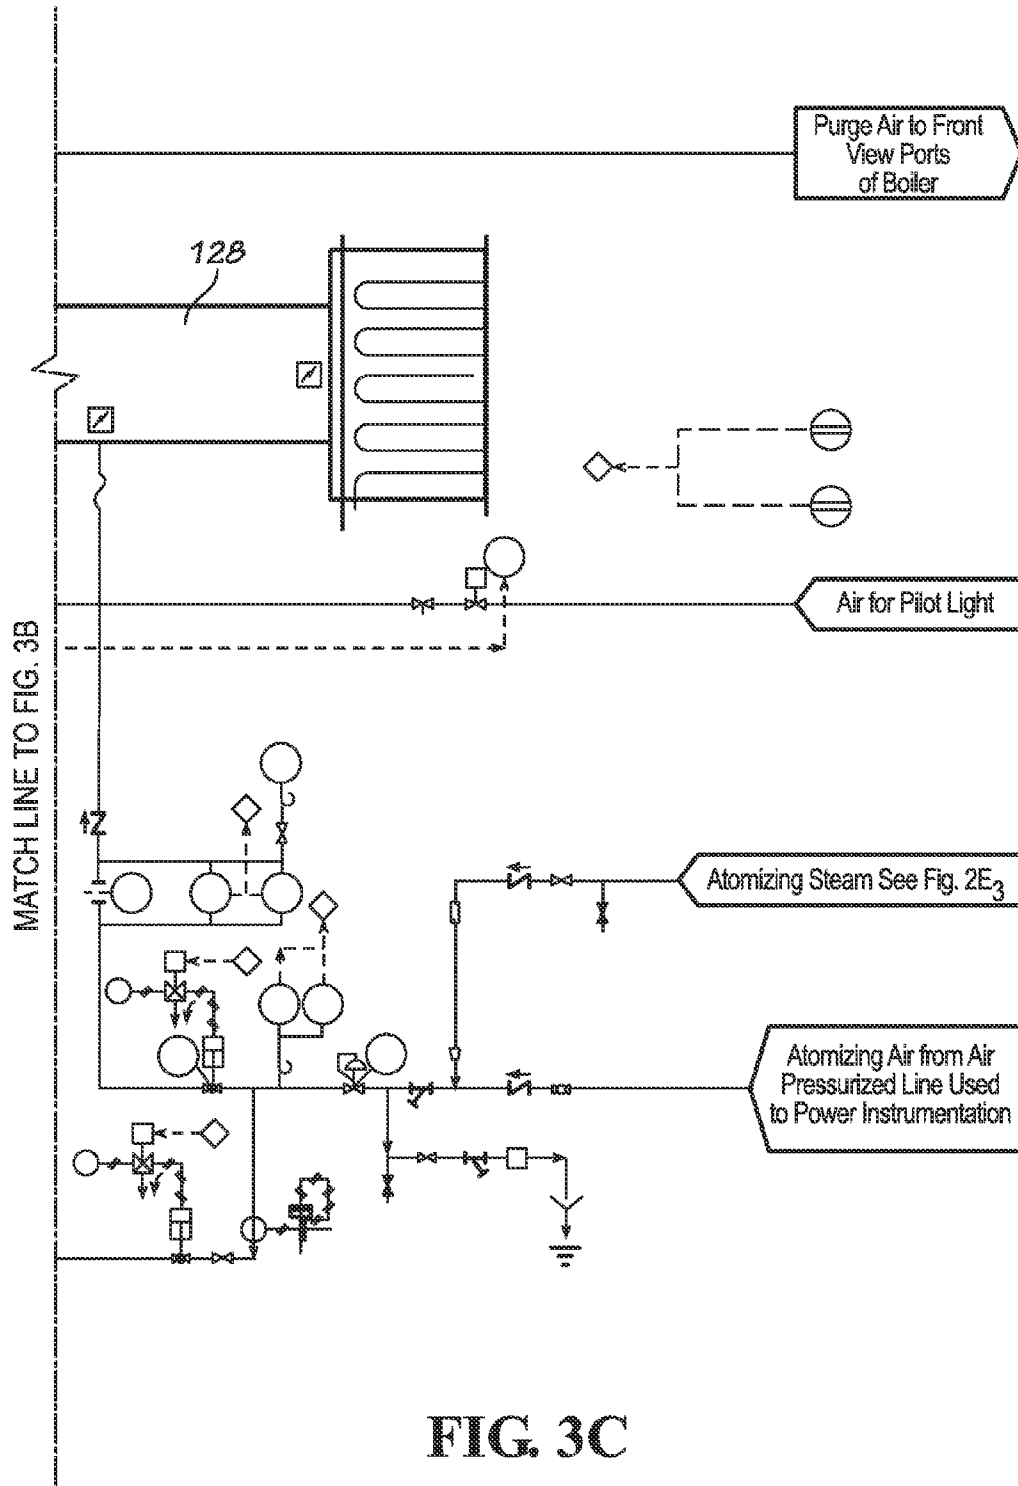 Purge Air to Front
View Ports
of Boiler
128
Air for Pilot Light
MATCH LINE TO FIG. 3B
Atomizing Steam See Fig. 2E3
Atomizing Air from Air
Pressurized Line Used
to Power Instrumentation
FIG. 3C